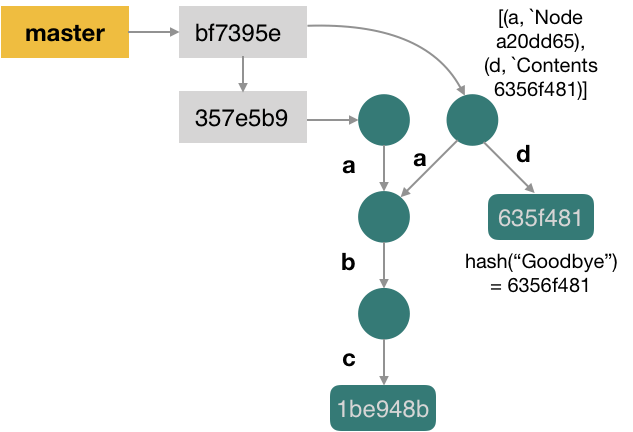 master
bf7395e
[(a, `Node
a20dd65),
(d, `Contents
6356f481)]
357e5b9
a
a
d
635f481
b
hash(“Goodbye”)
= 6356f481
c
1be948b